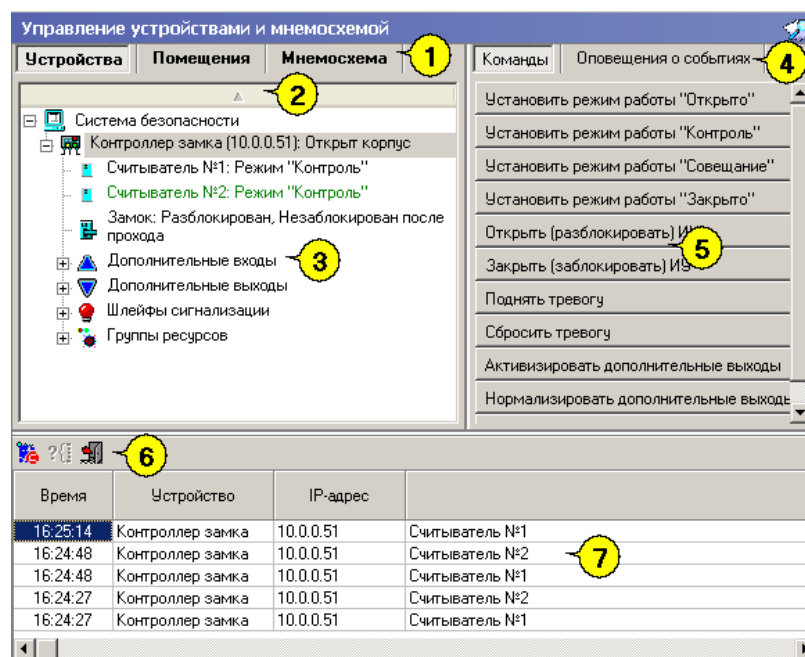 Управление устройствами и мнемосхемой
Устройства Помещения Мнемосхема 1
2
Система безопасности
Контроллер замка (10.0.0.51): Открыт корпус
Считыватель №1: Режим "Контроль"
Считыватель №2: Режим "Контроль"
Замок: Разблокирован, Незаблокирован после
прохода
Дополнительные входы 3
Дополнительные выходы
Шлейфы сигнализации
Группы ресурсов
Команды Оповещения о событиях 4
Установить режим работы "Открыто"
Установить режим работы "Контроль"
Установить режим работы "Совещание"
Установить режим работы "Закрыто"
Открыть (разблокировать) 5
Закрыть (заблокировать) ИУ
Поднять тревогу
Сбросить тревогу
Активизировать дополнительные выходы
Нормализировать дополнительные выходы
6
Время Устройство IP-адрес
16:25:14 Контроллер замка 10.0.0.51 Считыватель №1
16:24:48 Контроллер замка 10.0.0.51 Считыватель №2 7
16:24:48 Контроллер замка 10.0.0.51 Считыватель №1
16:24:27 Контроллер замка 10.0.0.51 Считыватель №2
16:24:27 Контроллер замка 10.0.0.51 Считыватель №1